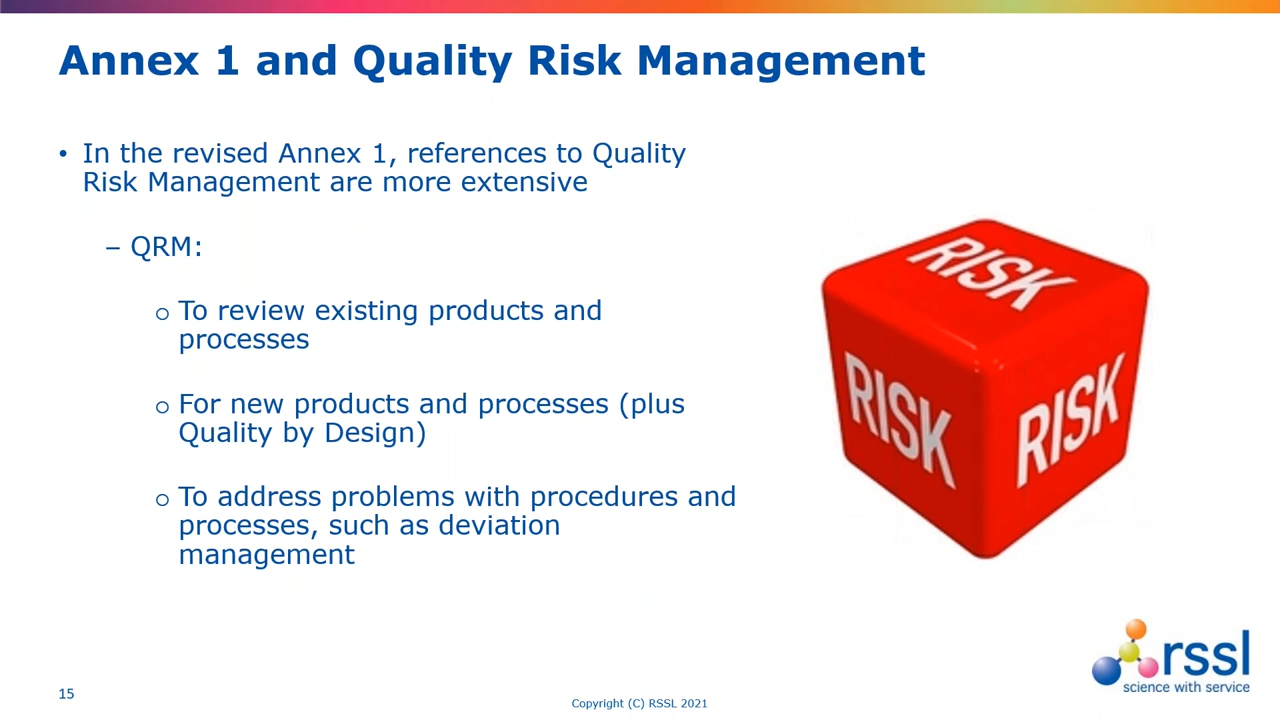 Annex 1 and Quality Risk Management
• In the revised Annex 1, references to Quality
Risk Management are more extensive
– QRM:
o To review existing products and
processes
o For new products and processes (plus
Quality by Design)
o To address problems with procedures and
processes, such as deviation
management
RISK
RISK
RISK
rssl
science with service
15
Copyright (C) RSSL 2021